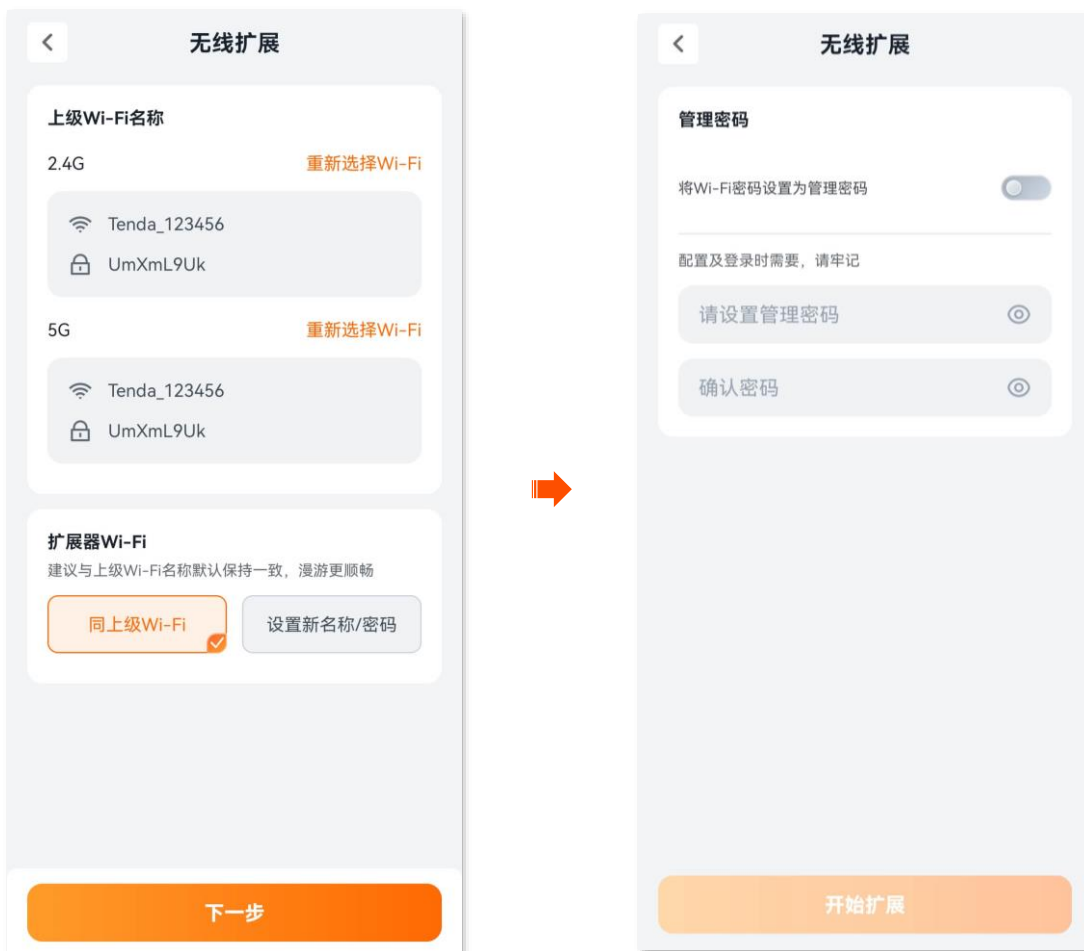 无线扩展
上级Wi-Fi名称
2.4G 重新选择Wi-Fi
Tenda_123456
UmXmL9Uk
5G 重新选择Wi-Fi
Tenda_123456
UmXmL9Uk
扩展器Wi-Fi
建议与上级Wi-Fi名称默认保持一致，漫游更顺畅
同上级Wi-Fi 设置新名称/密码
下一步
无线扩展
管理密码
将Wi-Fi密码设置为管理密码
配置及登录时需要，请牢记
请设置管理密码
确认密码
开始扩展